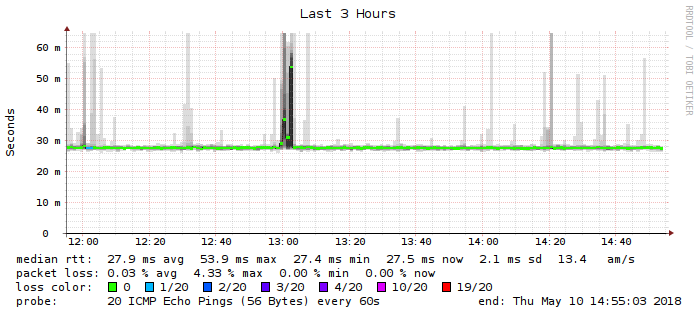 Last 3 Hours
RRDTOOL / TOBI OETIKER
Seconds
60 m
50 m
40 m
30 m
20 m
10 m
0
12:00 12:20 12:40 13:00 13:20 13:40 14:00 14:20 14:40
median rtt: 27.9 ms avg 53.9 ms max 27.4 ms min 27.5 ms now 2.1 ms sd 13.4 am/s
packet loss: 0.03 % avg 4.33 % max 0.00 % min 0.00 % now
loss color: 0 1/20 2/20 3/20 4/20 10/20 19/20
probe: 20 ICMP Echo Pings (56 Bytes) every 60s end: Thu May 10 14:55:03 2018